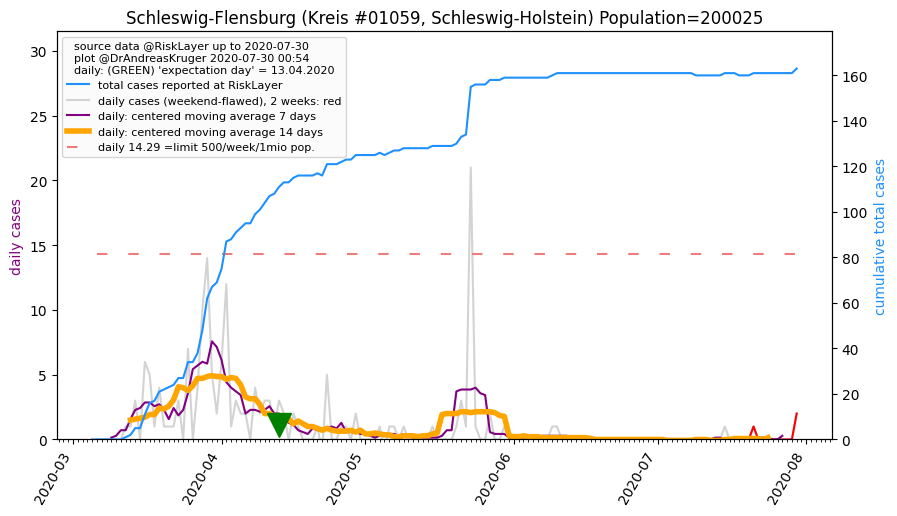 Schleswig-Flensburg (Kreis #01059, Schleswig-Holstein) Population=200025
source data @RiskLayer up to 2020-07-30
plot @DrAndreasKruger 2020-07-30 00:54
daily: (GREEN) 'expectation day' = 13.04.2020
total cases reported at RiskLayer
daily cases (weekend-flawed), 2 weeks: red
daily: centered moving average 7 days
daily: centered moving average 14 days
daily 14.29 =limit 500/week/1mio pop.
daily cases
30
25
20
15
10
5
0
cumulative total cases
160
140
120
100
80
60
40
20
0
2020-03
2020-04
2020-05
2020-06
2020-07
2020-08